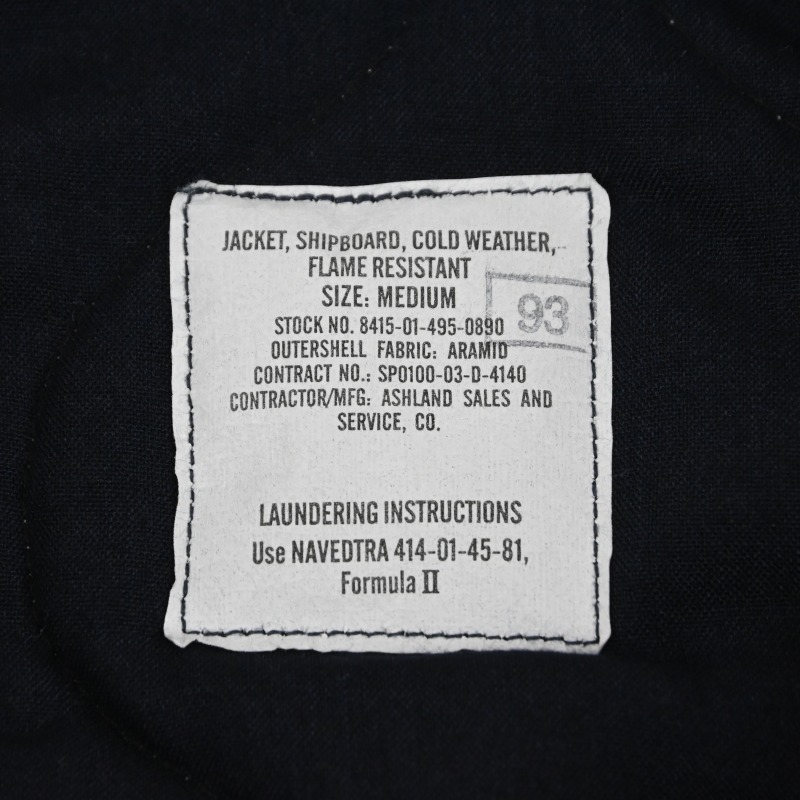 JACKET, SHIPBOARD, COLD WEATHER,
FLAME RESISTANT
SIZE: MEDIUM
93
STOCK NO. 8415-01-495-0890
OUTERSHELL FABRIC: ARAMID
CONTRACT NO.: SP0100-03-D-4140
CONTRACTOR/MFG: ASHLAND SALES AND
SERVICE, CO.
LAUNDERING INSTRUCTIONS
Use NAVEDTRA 414-01-45-81,
Formula II